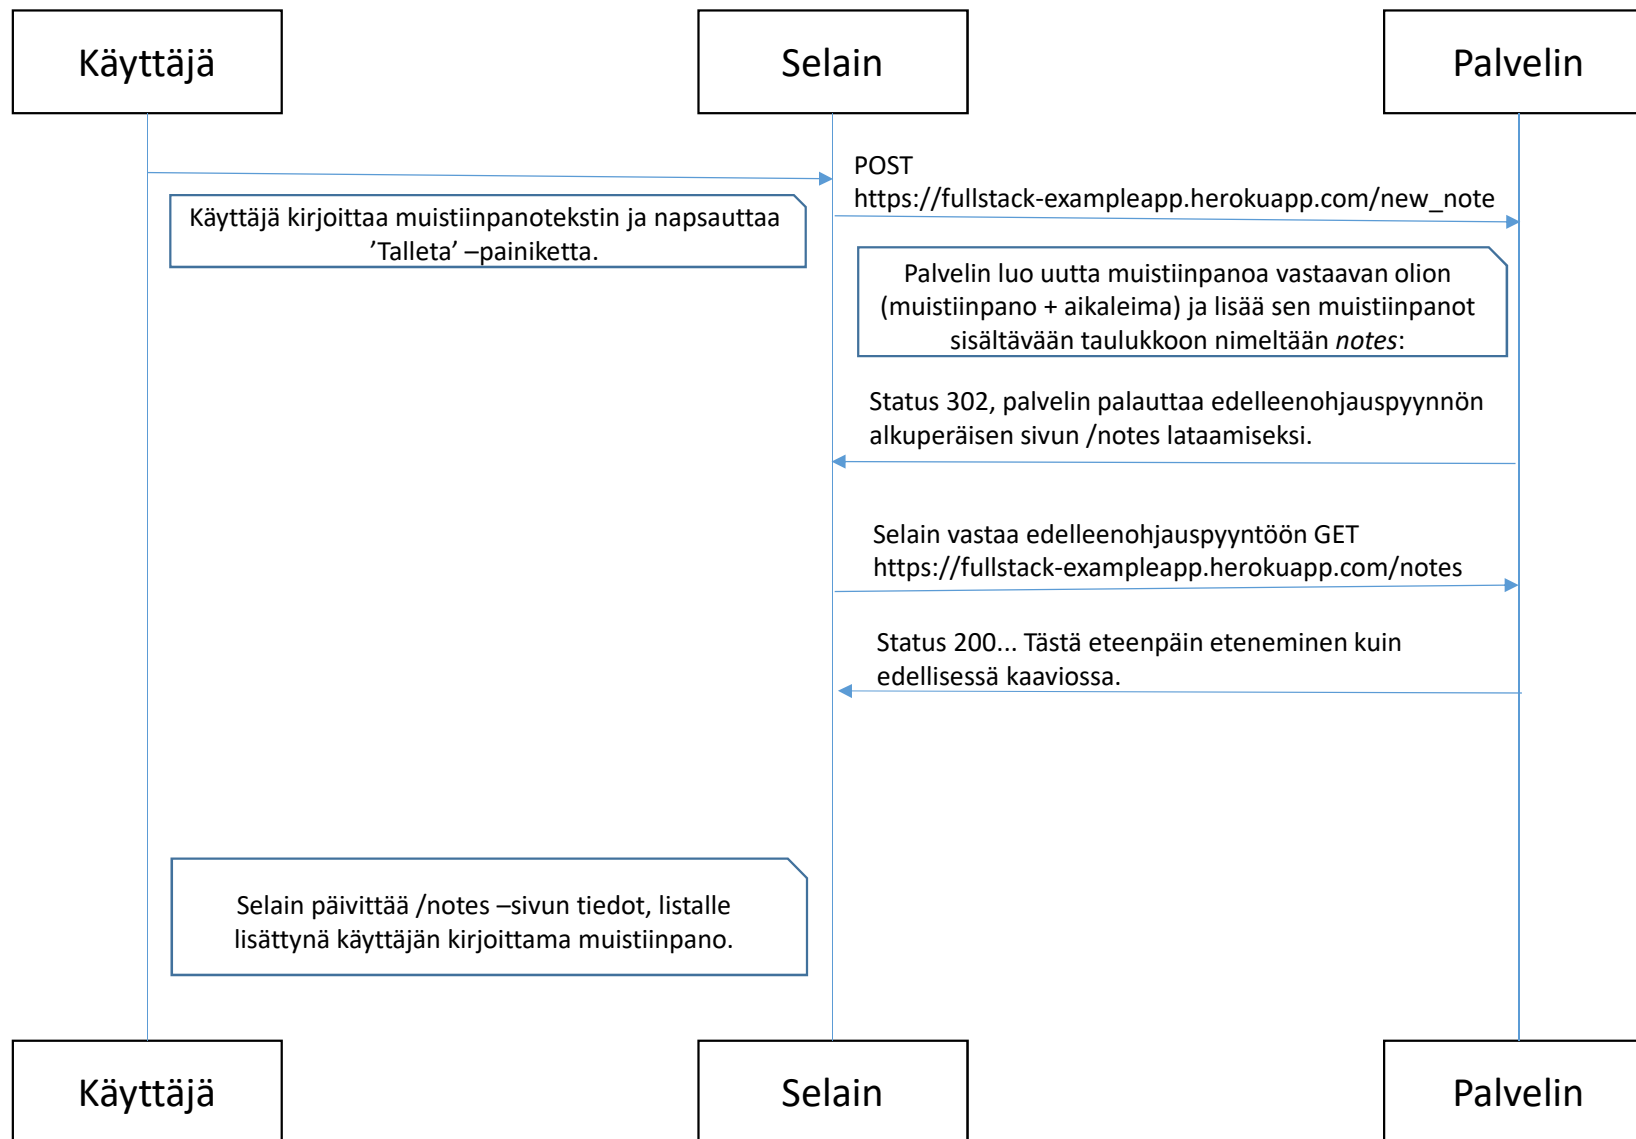 Käyttäjä
Selain
Palvelin
POST
https://fullstack-exampleapp.herokuapp.com/new_note
Käyttäjä kirjoittaa muistiinpanotekstin ja napsauttaa
’Talleta’ –painiketta.
Palvelin luo uutta muistiinpanoa vastaavan olion
(muistiinpano + aikaleima) ja lisää sen muistiinpanot
sisältävään taulukkoon nimeltään notes:
Status 302, palvelin palauttaa edelleenohjauspyynnön
alkuperäisen sivun /notes lataamiseksi.
Selain vastaa edelleenohjauspyyntöön GET
https://fullstack-exampleapp.herokuapp.com/notes
Status 200... Tästä eteenpäin eteneminen kuin
edellisessä kaaviossa.
Selain päivittää /notes –sivun tiedot, listalle
lisättynä käyttäjän kirjoittama muistiinpano.
Käyttäjä
Selain
Palvelin